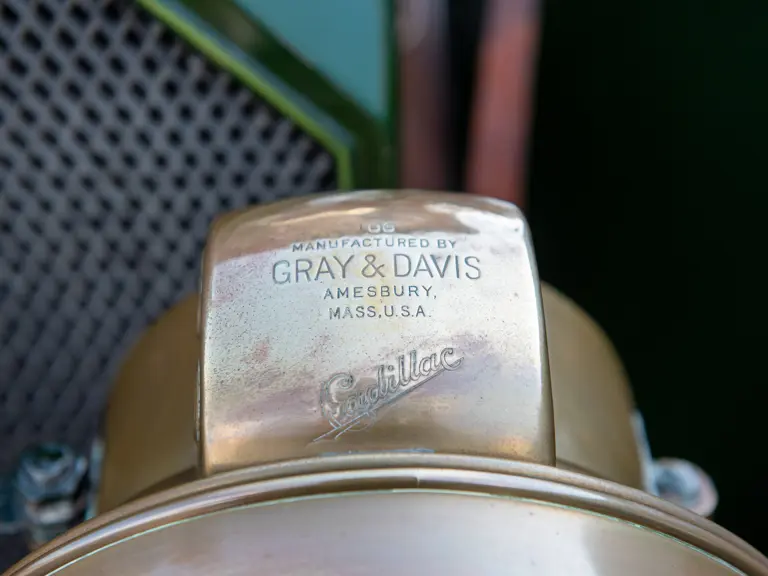 MANUFACTURED BY
GRAY & DAVIS
AMESBURY,
MASS,U.S.A.
Cadillac